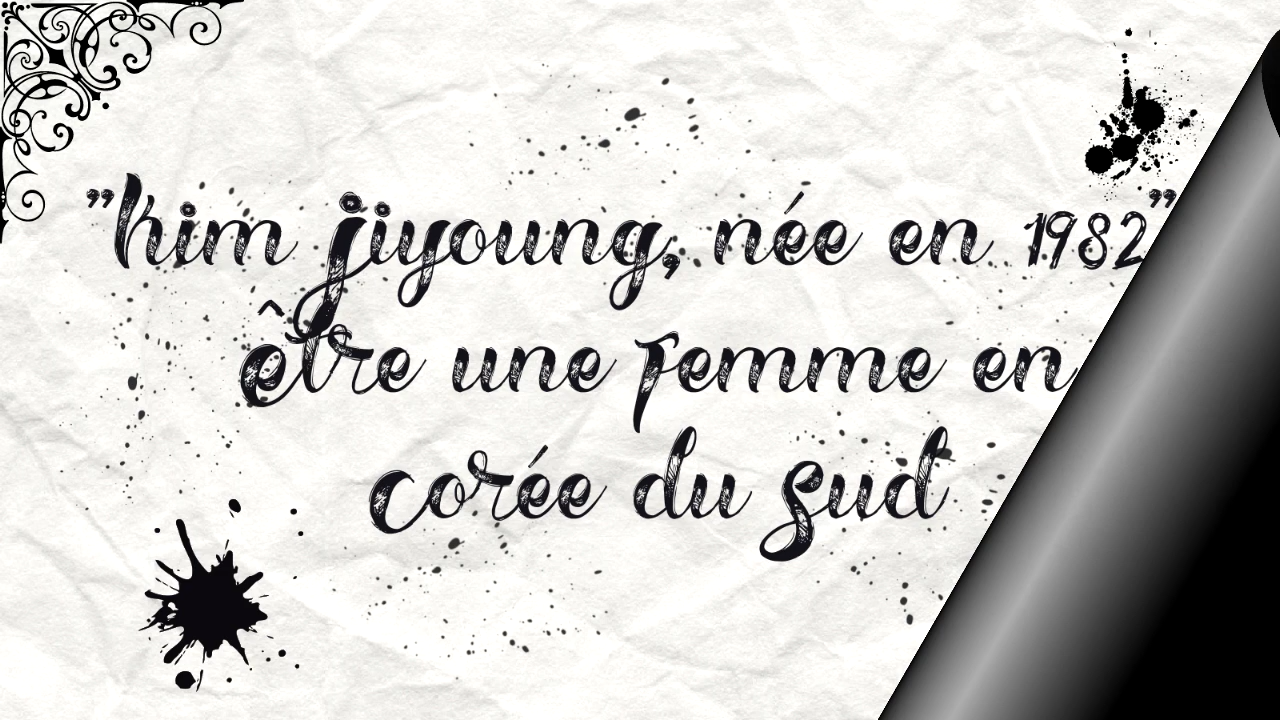 "kim jiyoung, née en 1982"
être une femme en
corée du sud